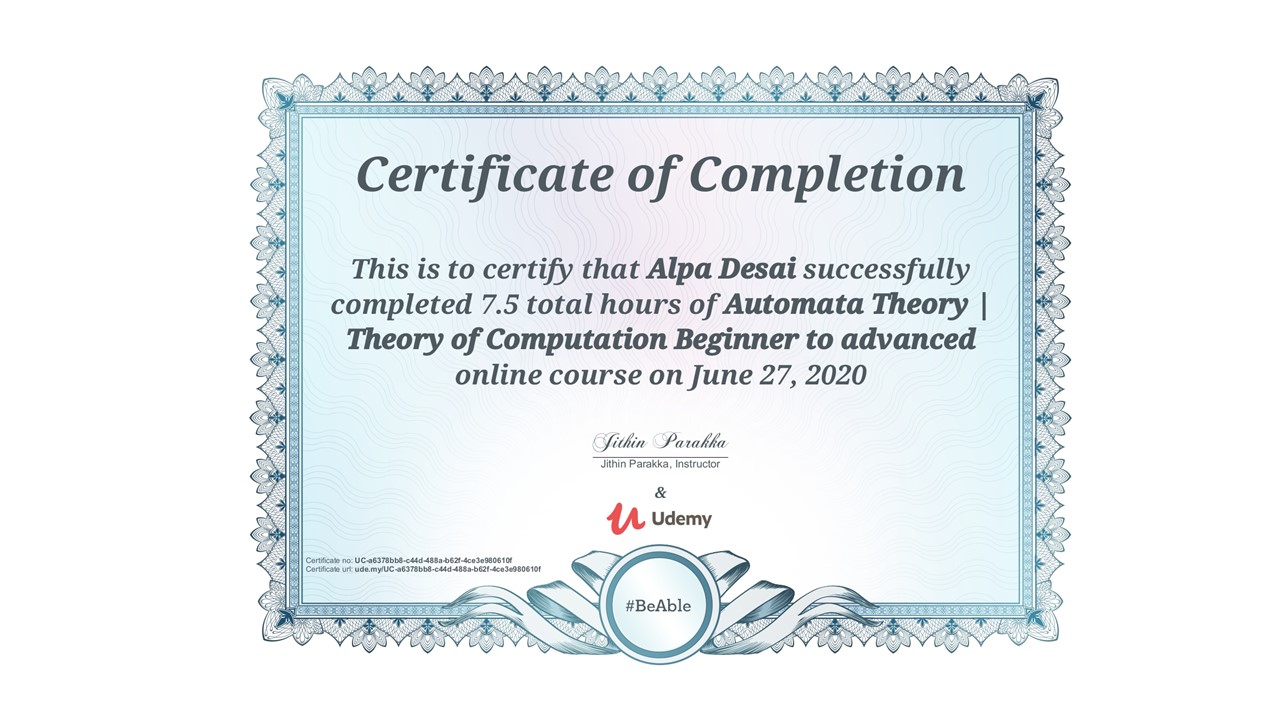 Certificate of Completion
This is to certify that Alpa Desai successfully
completed 7.5 total hours of Automata Theory |
Theory of Computation Beginner to advanced
online course on June 27, 2020
Jithin Parakka
Jithin Parakka, Instructor
&
Udemy
Certificate no: UC-a6378bb8-c44d-488a-b62f-4ce3e980610f
Certificate url: ude.my/UC-a6378bb8-c44d-488a-b62f-4ce3e980610f
#BeAble